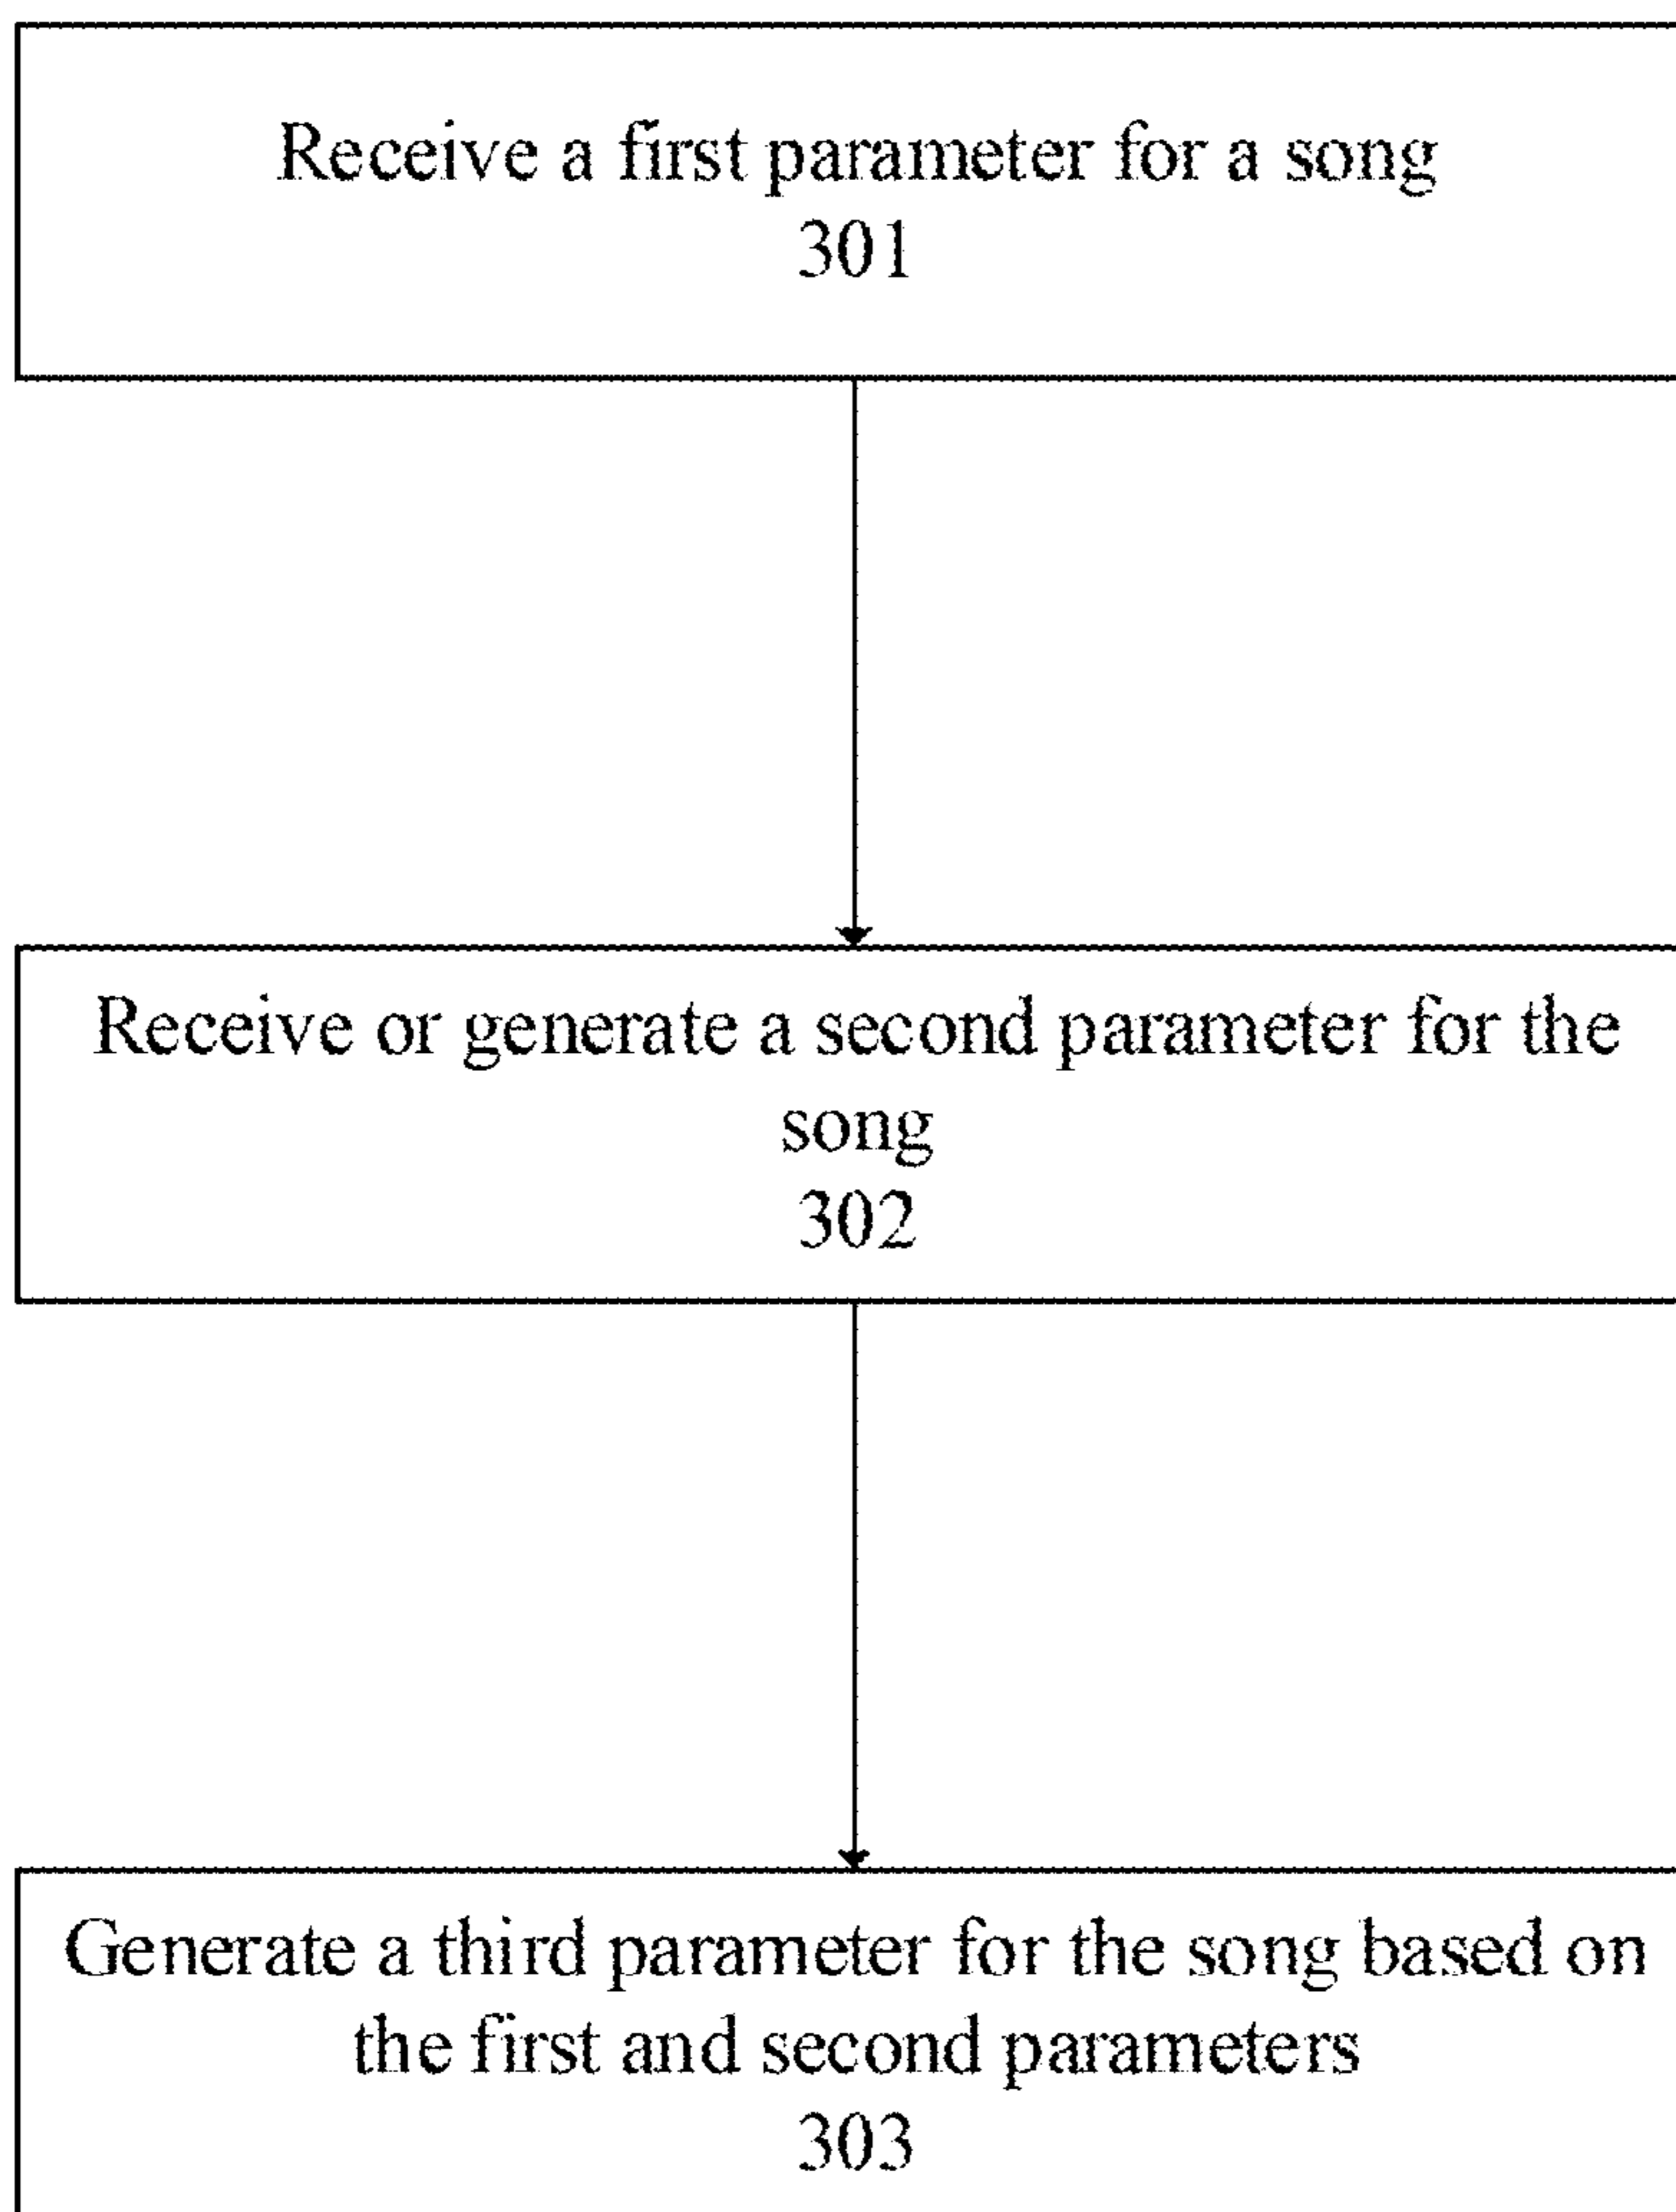 Receive a first parameter for a song
301
Receive or generate a second parameter for the
song
302
Generate a third parameter for the song based on
the first and second parameters
303